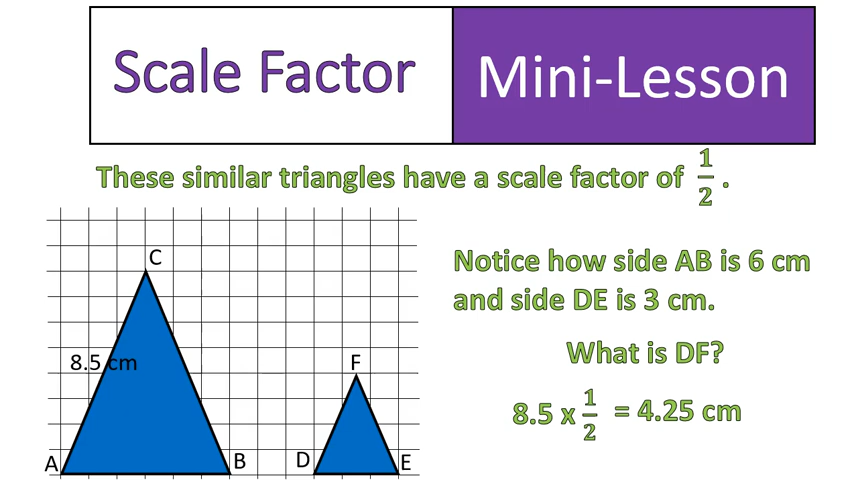 Scale Factor
Mini-Lesson
These similar triangles have a scale factor of 1/2 .
C
8.5 cm
A
B
F
D
E
Notice how side AB is 6 cm
and side DE is 3 cm.
What is DF?
8.5 x 1/2 = 4.25 cm